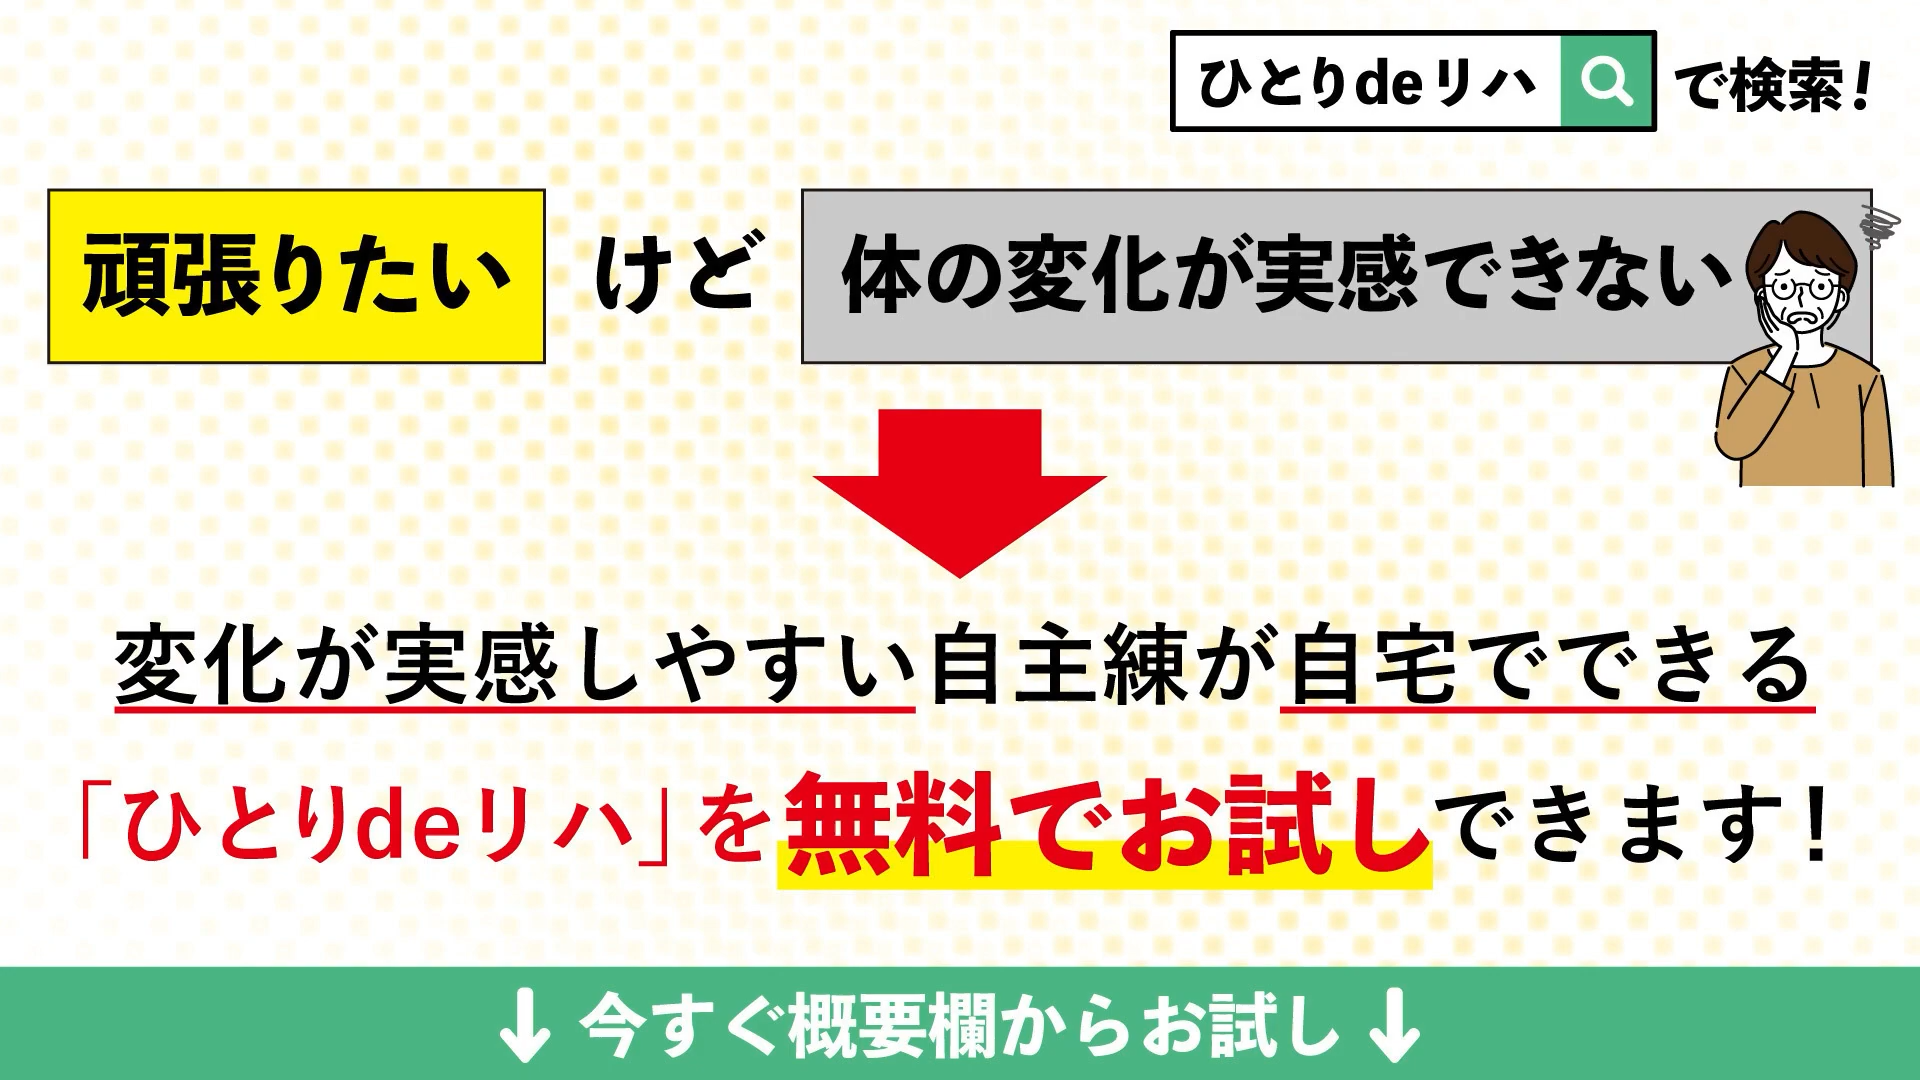 ひとりdeリハ で検索!
頑張りたい けど 体の変化が実感できない
変化が実感しやすい自主練が自宅でできる
「ひとりdeリハ」を無料でお試しできます!
↓今すぐ概要欄からお試し↓